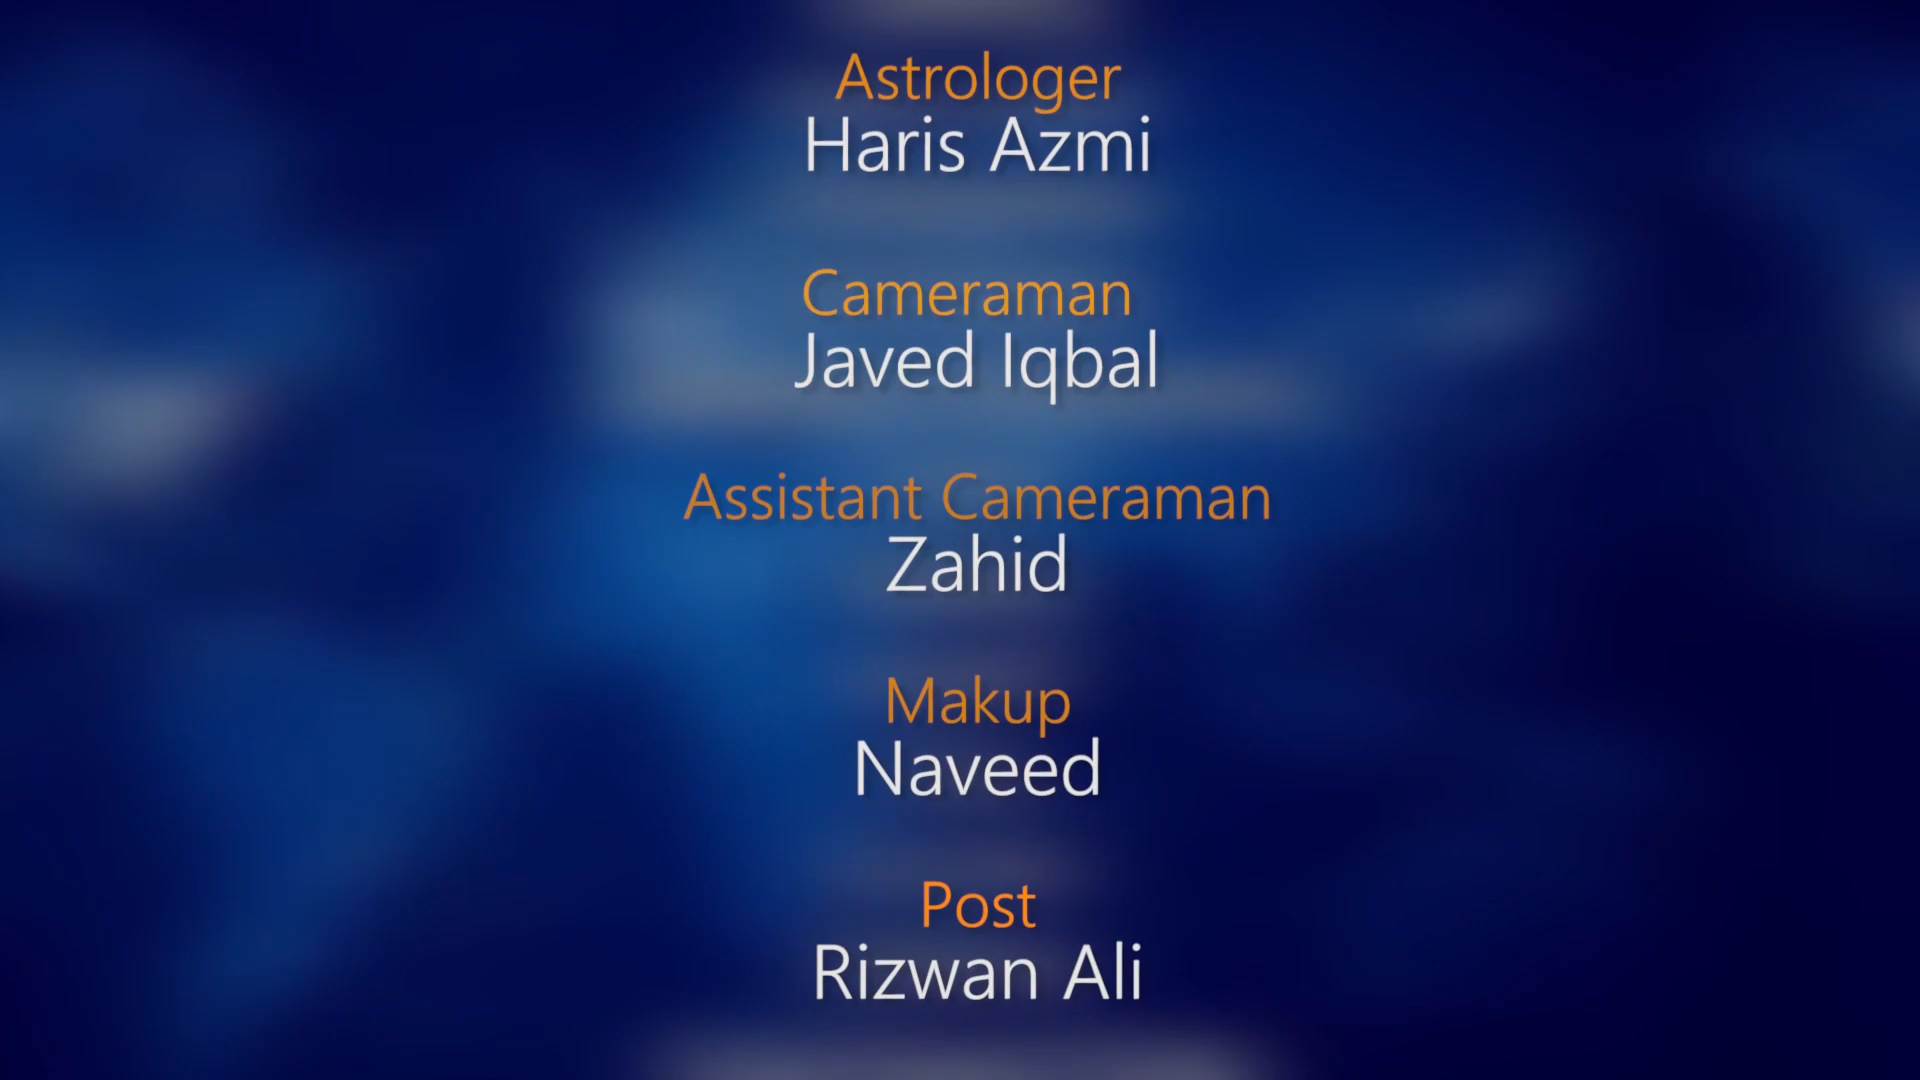 Astrologer
Haris Azmi
Cameraman
Javed Iqbal
Assistant Cameraman
Zahid
Makup
Naveed
Post
Rizwan Ali